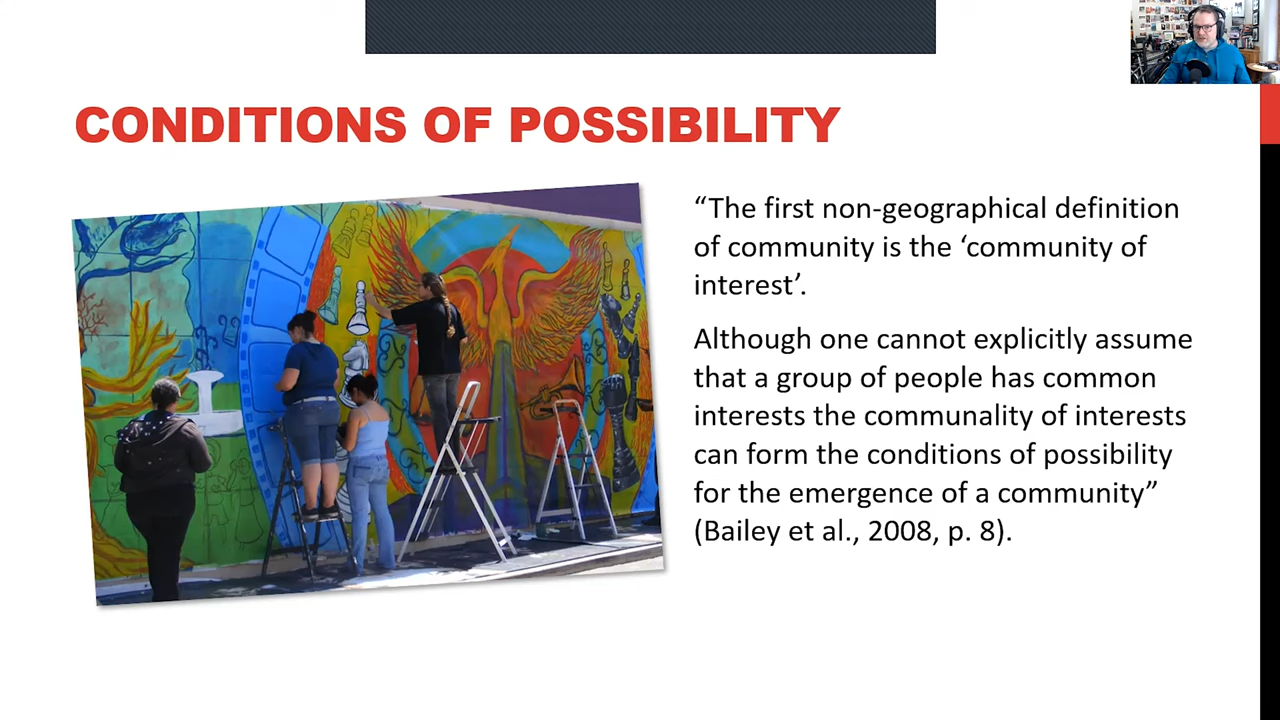 CONDITIONS OF POSSIBILITY
“The first non-geographical definition
of community is the ‘community of
interest’.
Although one cannot explicitly assume
that a group of people has common
interests the communality of interests
can form the conditions of possibility
for the emergence of a community”
(Bailey et al., 2008, p. 8).